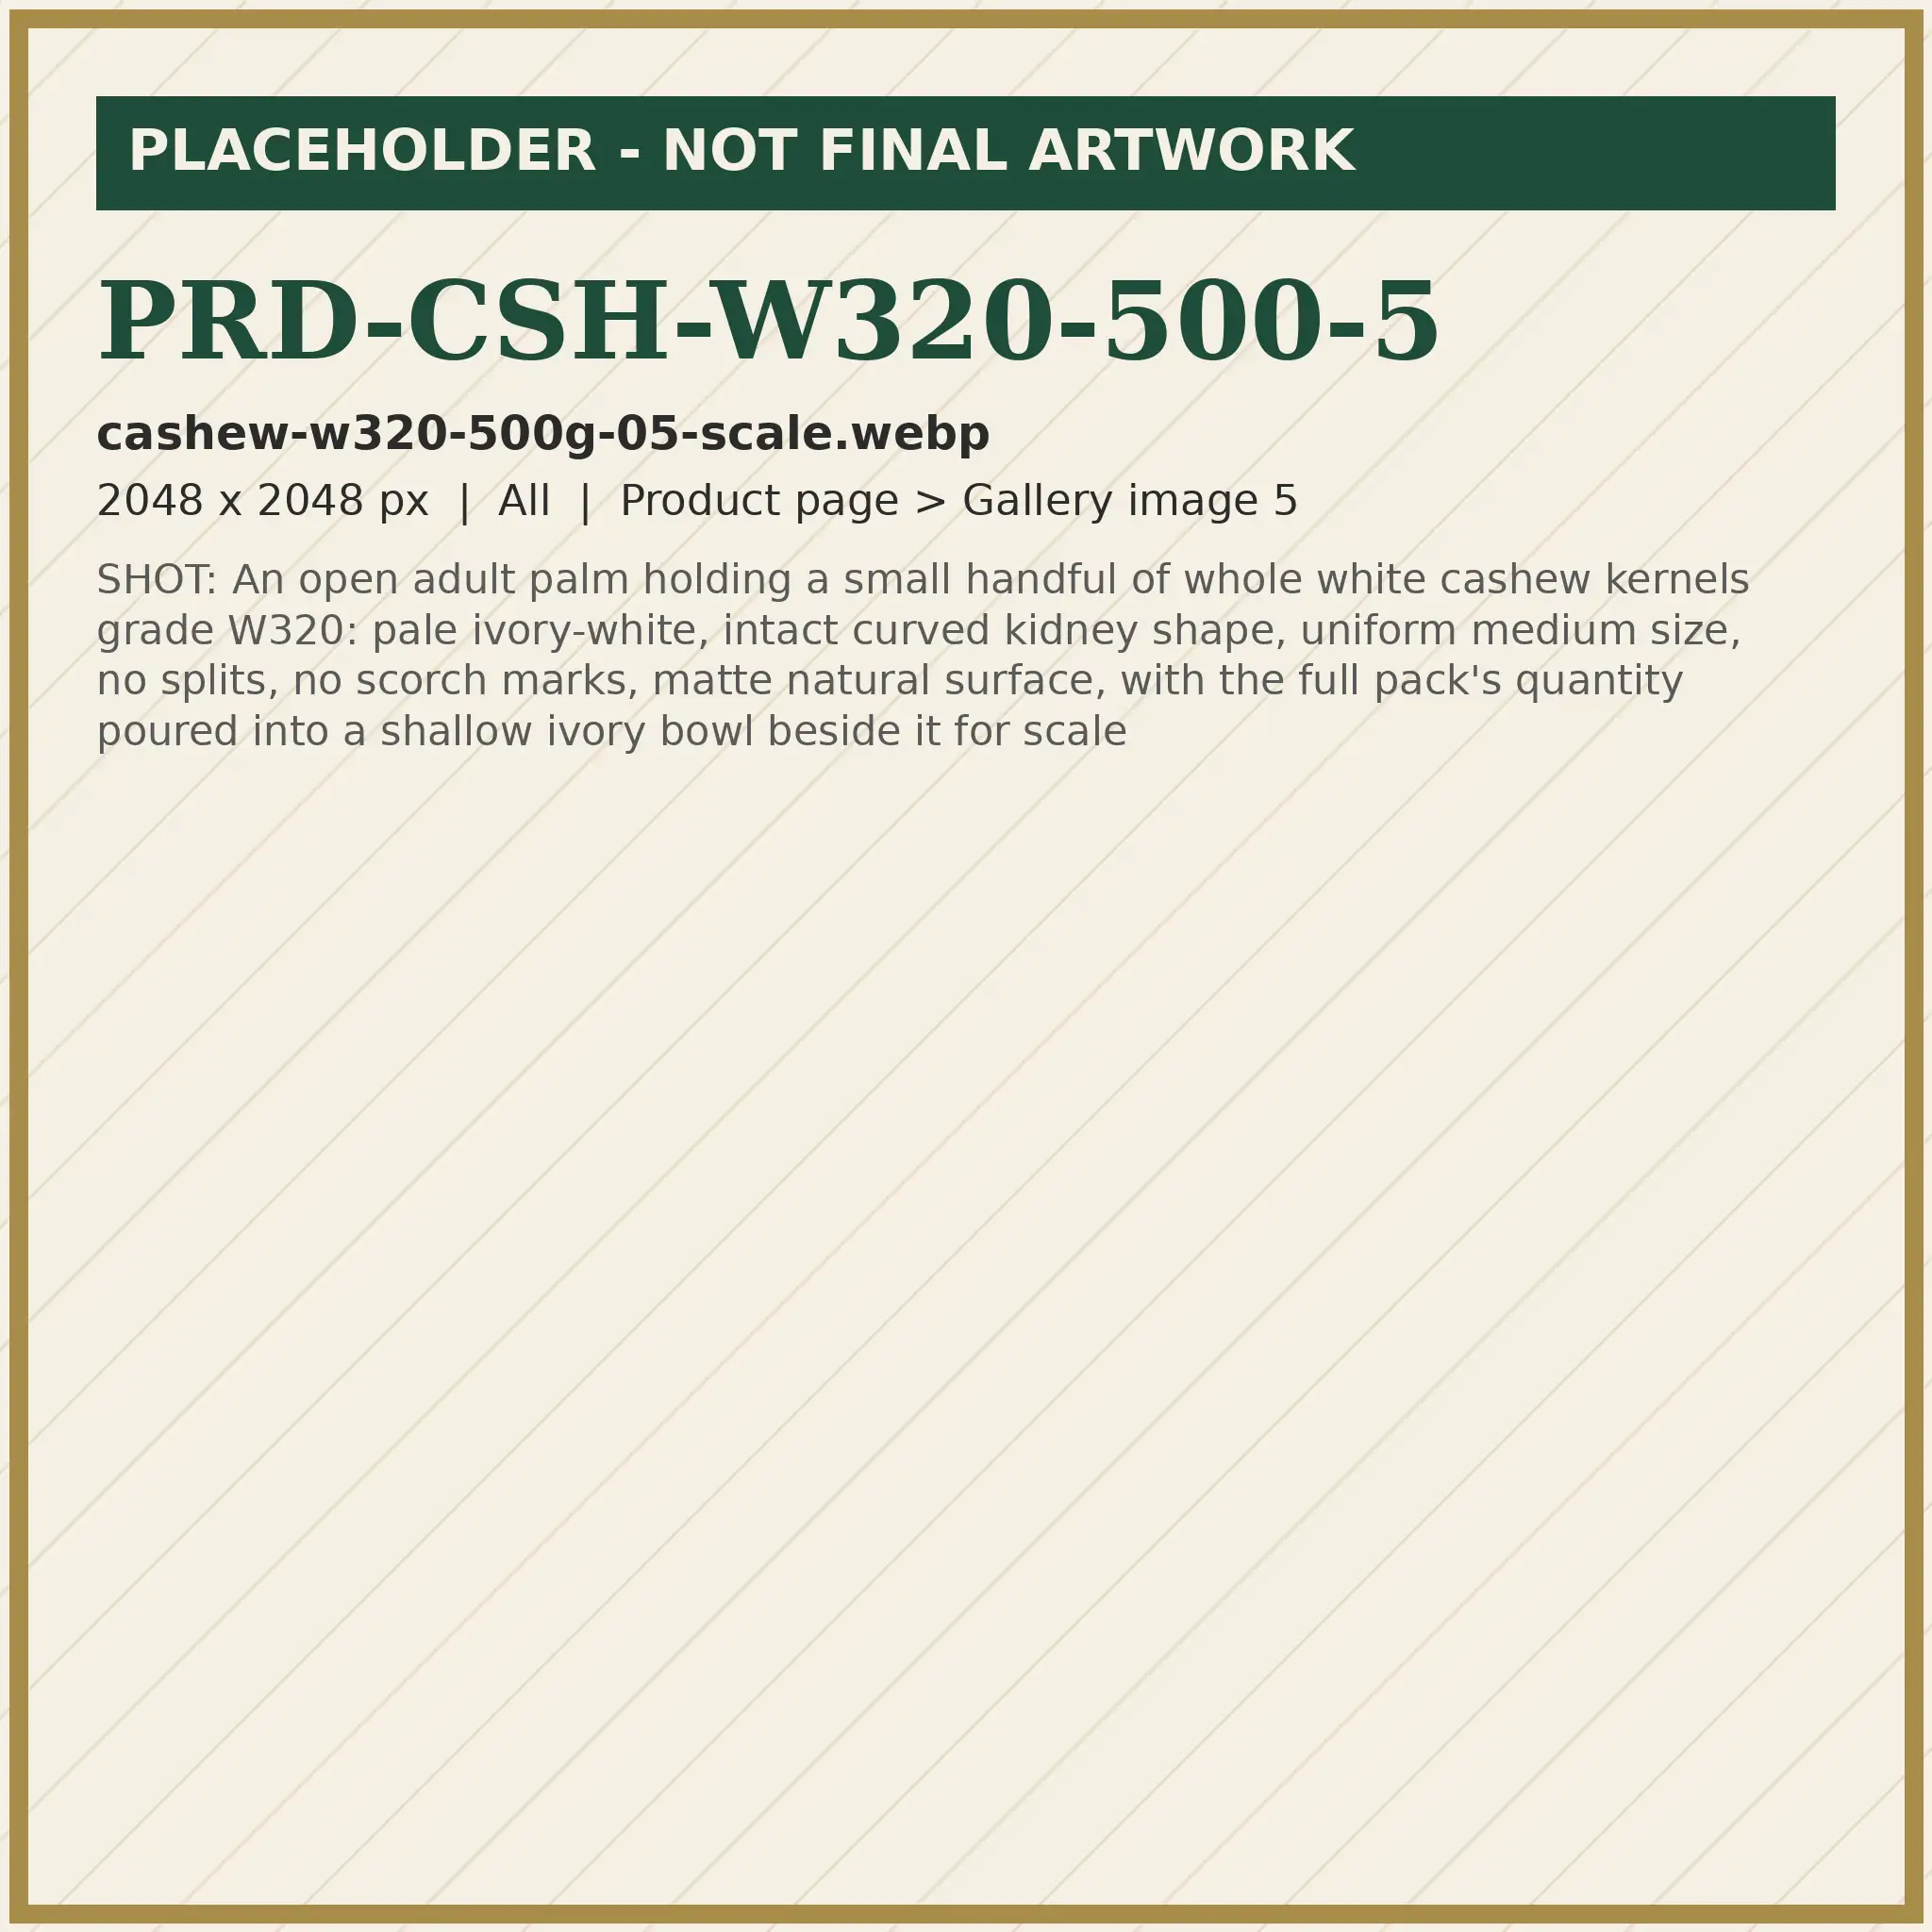 PLACEHOLDER - NOT FINAL ARTWORK
PRD-CSH-W320-500-5
cashew-w320-500g-05-scale.webp
2048 x 2048 px | All | Product page > Gallery image 5
SHOT: An open adult palm holding a small handful of whole white cashew kernels
grade W320: pale ivory-white, intact curved kidney shape, uniform medium size,
no splits, no scorch marks, matte natural surface, with the full pack's quantity
poured into a shallow ivory bowl beside it for scale